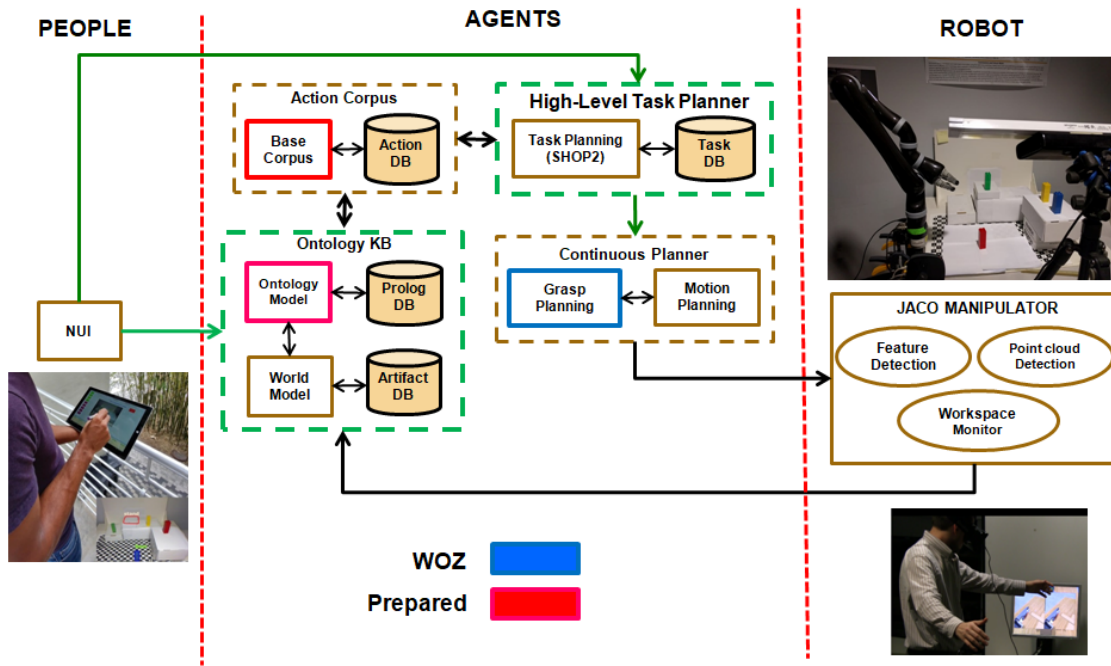 PEOPLE
AGENTS
ROBOT
Action Corpus
Base
Corpus
Action
DB
High-Level Task Planner
Task Planning
(SHOP2)
Task
DB
Ontology KB
Ontology
Model
Prolog
DB
World
Model
Artifact
DB
Continuous Planner
Grasp
Planning
Motion
Planning
NUI
JACO MANIPULATOR
Feature
Detection
Point cloud
Detection
Workspace
Monitor
WOZ
Prepared